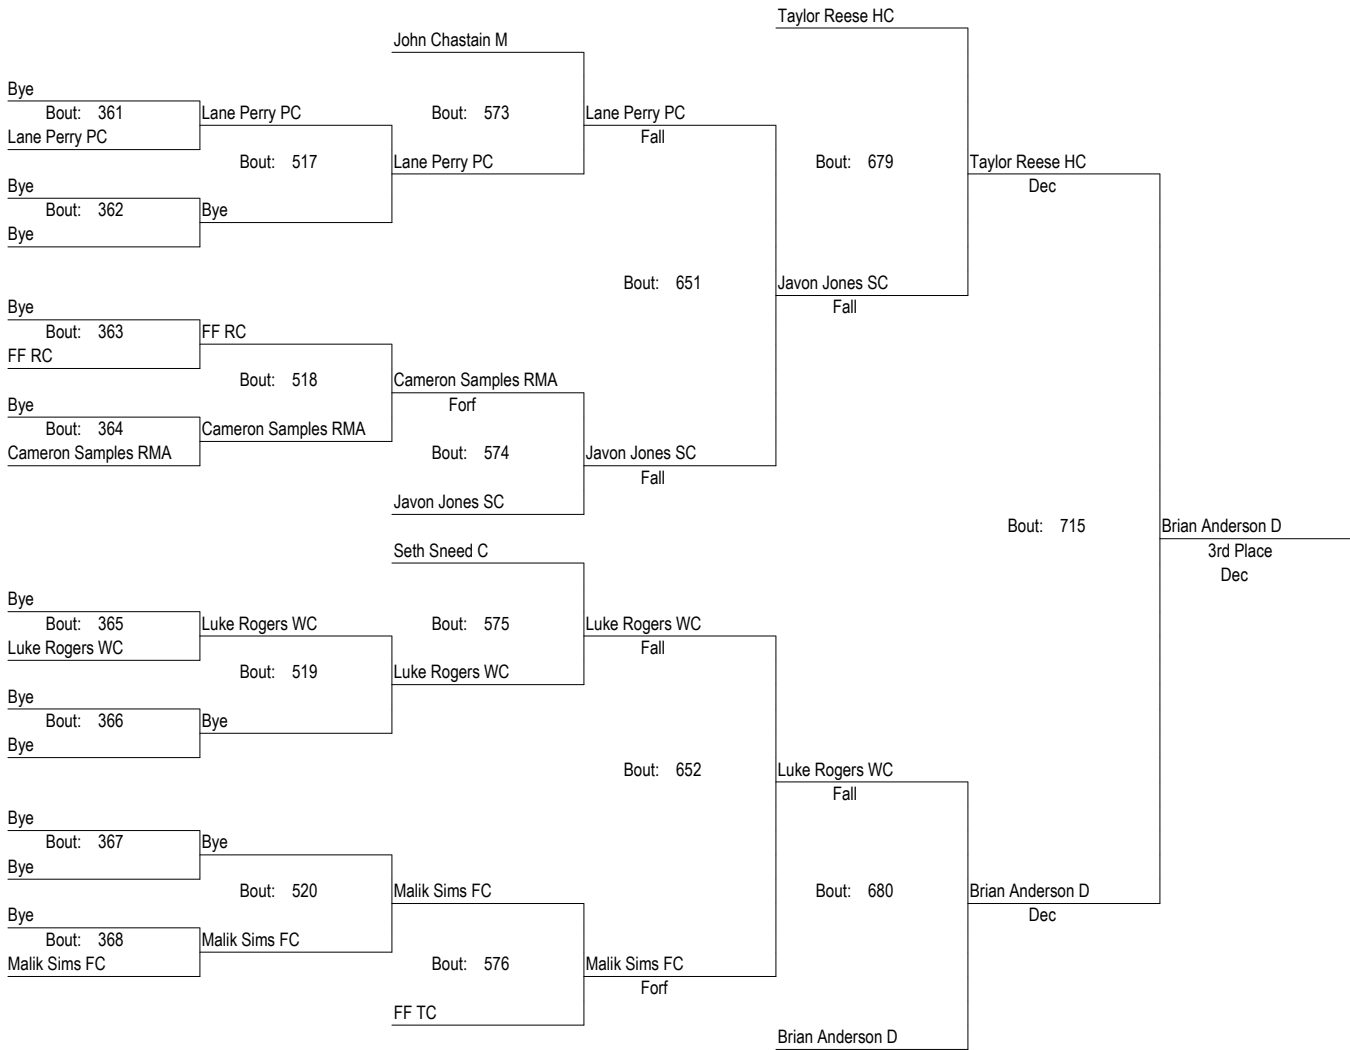 Taylor Reese HC
John Chastain M
Bye
Bout: 361
Lane Perry PC
Bout: 573
Lane Perry PC
Lane Perry PC
Fall
Bout: 517
Lane Perry PC
Bout: 679
Taylor Reese HC
Dec
Bye
Bout: 362
Bye
Bye
Bout: 651
Javon Jones SC
Fall
Bye
Bout: 363
FF RC
FF RC
Bout: 518
Cameron Samples RMA
Forf
Bye
Bout: 364
Cameron Samples RMA
Cameron Samples RMA
Bout: 574
Javon Jones SC
Fall
Javon Jones SC
Bout: 715
Brian Anderson D
3rd Place
Dec
Seth Sneed C
Bye
Bout: 365
Luke Rogers WC
Bout: 575
Luke Rogers WC
Luke Rogers WC
Fall
Bout: 519
Luke Rogers WC
Bye
Bout: 366
Bye
Bye
Bout: 652
Luke Rogers WC
Fall
Bye
Bout: 367
Bye
Bye
Bout: 520
Malik Sims FC
Bout: 680
Brian Anderson D
Dec
Bye
Bout: 368
Malik Sims FC
Malik Sims FC
Bout: 576
Malik Sims FC
Forf
FF TC
Brian Anderson D